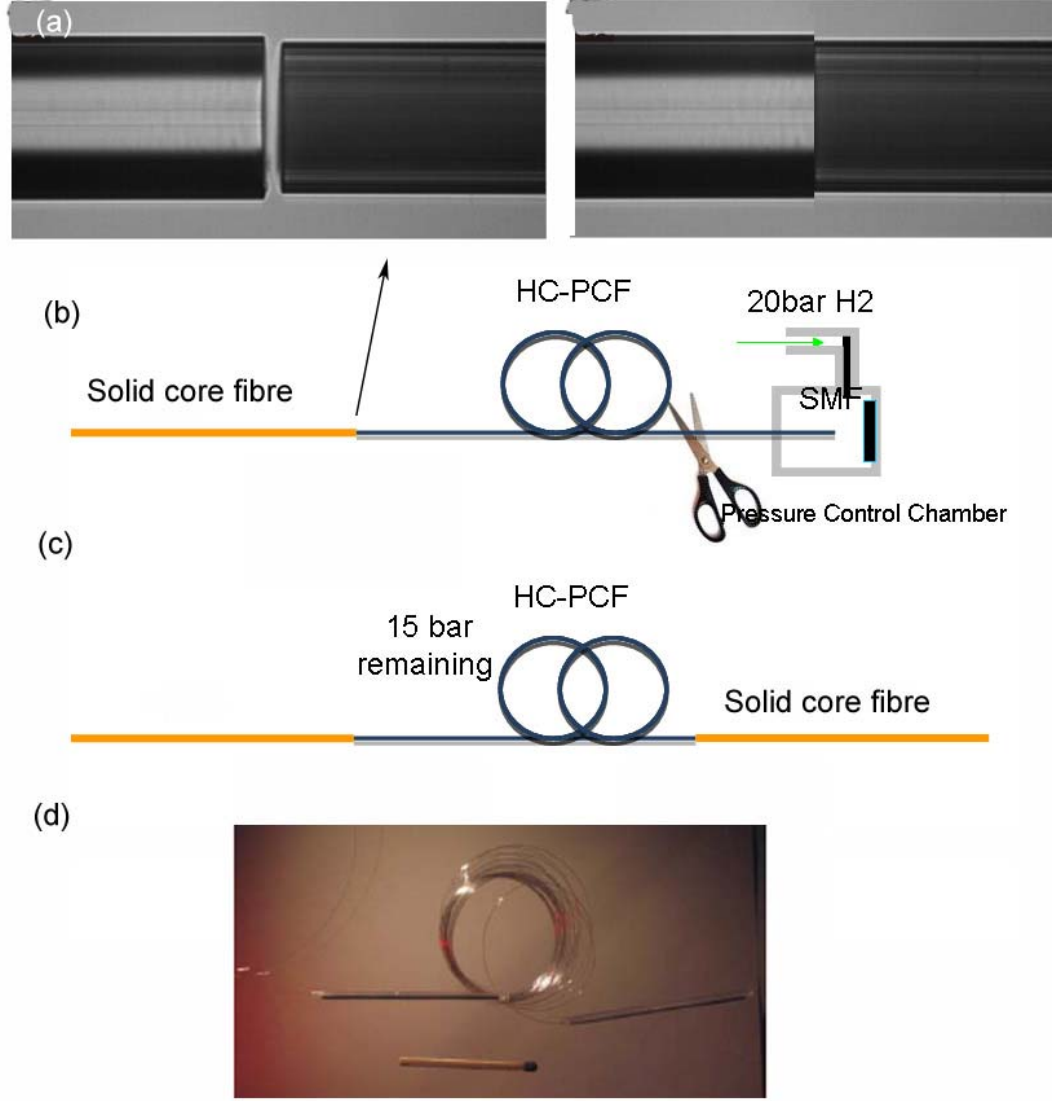 (a)
(b)
HC-PCF
20bar H2
Solid core fibre
SMF
Pressure Control Chamber
(c)
HC-PCF
15 bar
remaining
Solid core fibre
(d)